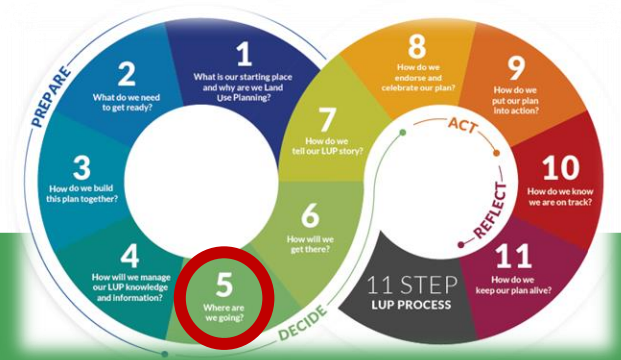 PREPARE
1
What is our starting place
and why are we Land
Use Planning?
2
What do we need
to get ready?
3
How do we build
this plan together?
4
How will we manage
our LUP knowledge
and information?
5
Where are
we going?
DECIDE
6
How will we
get there?
7
How do we
tell our LUP story?
8
How do we
endorse and
celebrate our plan?
ACT
9
How do we
put our plan
into action?
10
How do we know
we are on track?
REFLECT
11
How do we
keep our plan alive?
11 STEP
LUP PROCESS